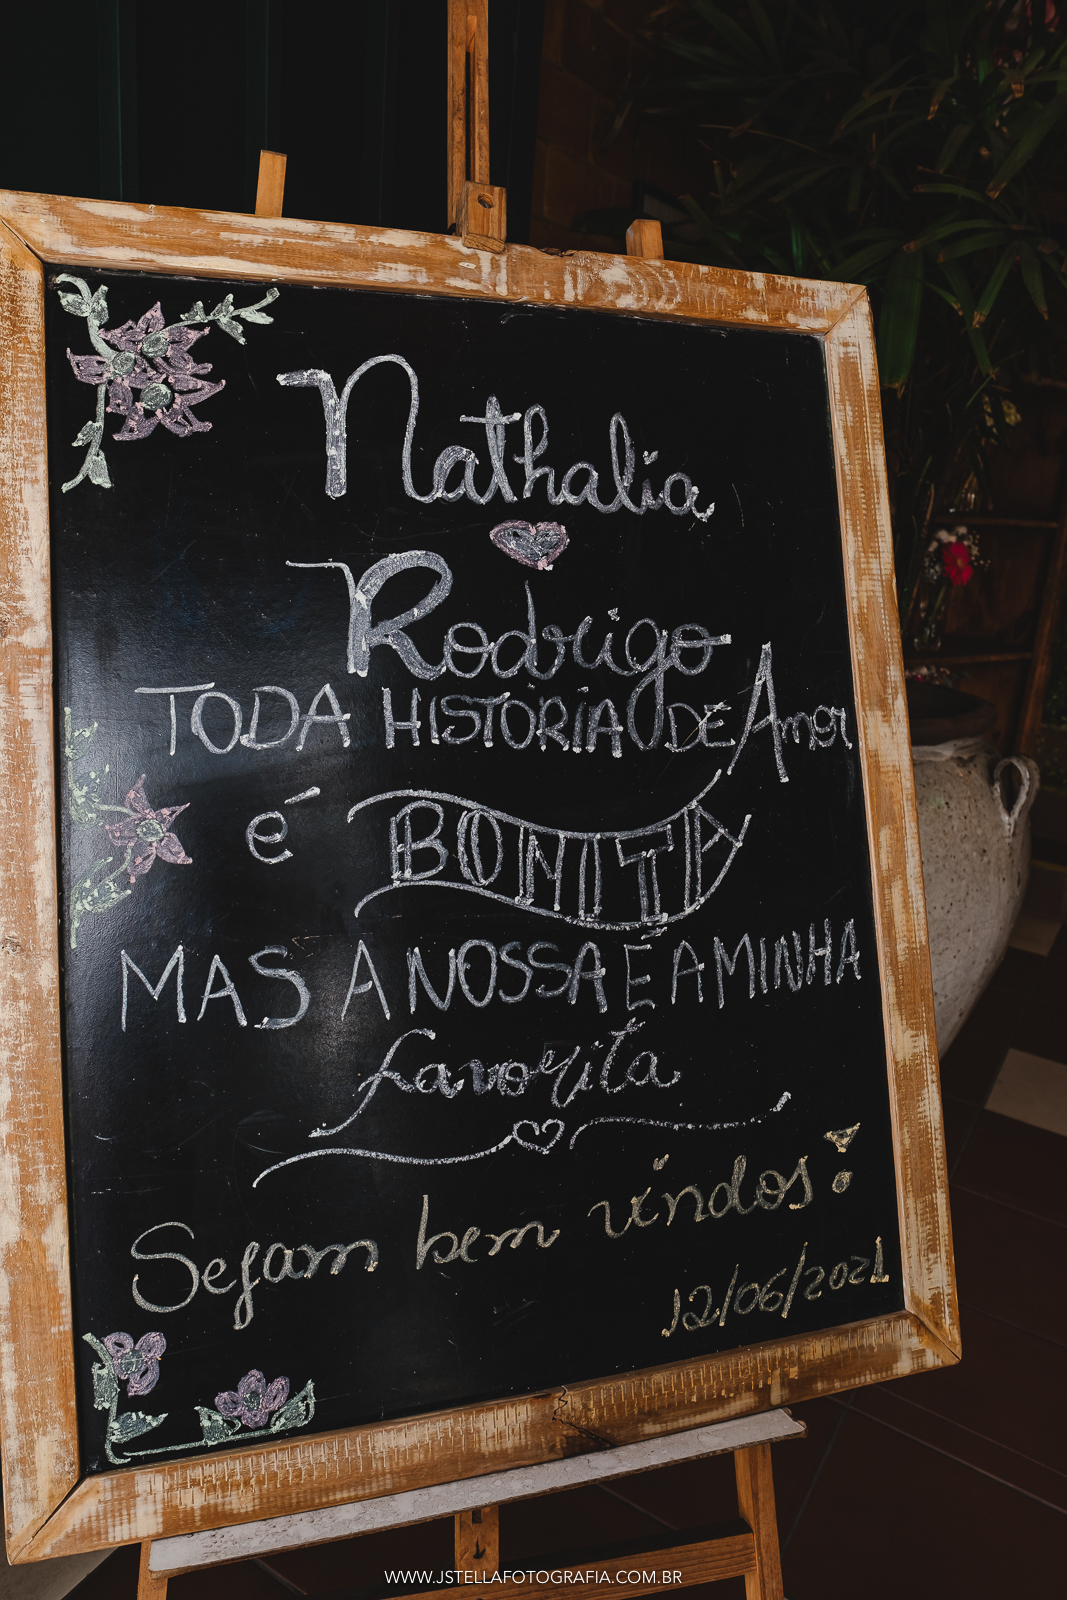 Nathalia
Rodrigo
TODA HISTÓRIA DE Amor
é BONITA
MAS A NOSSA É A MINHA
favorita
Sejam bem vindos!
12/06/2021
WWW.JSTELLAFOTOGRAFIA.COM.BR